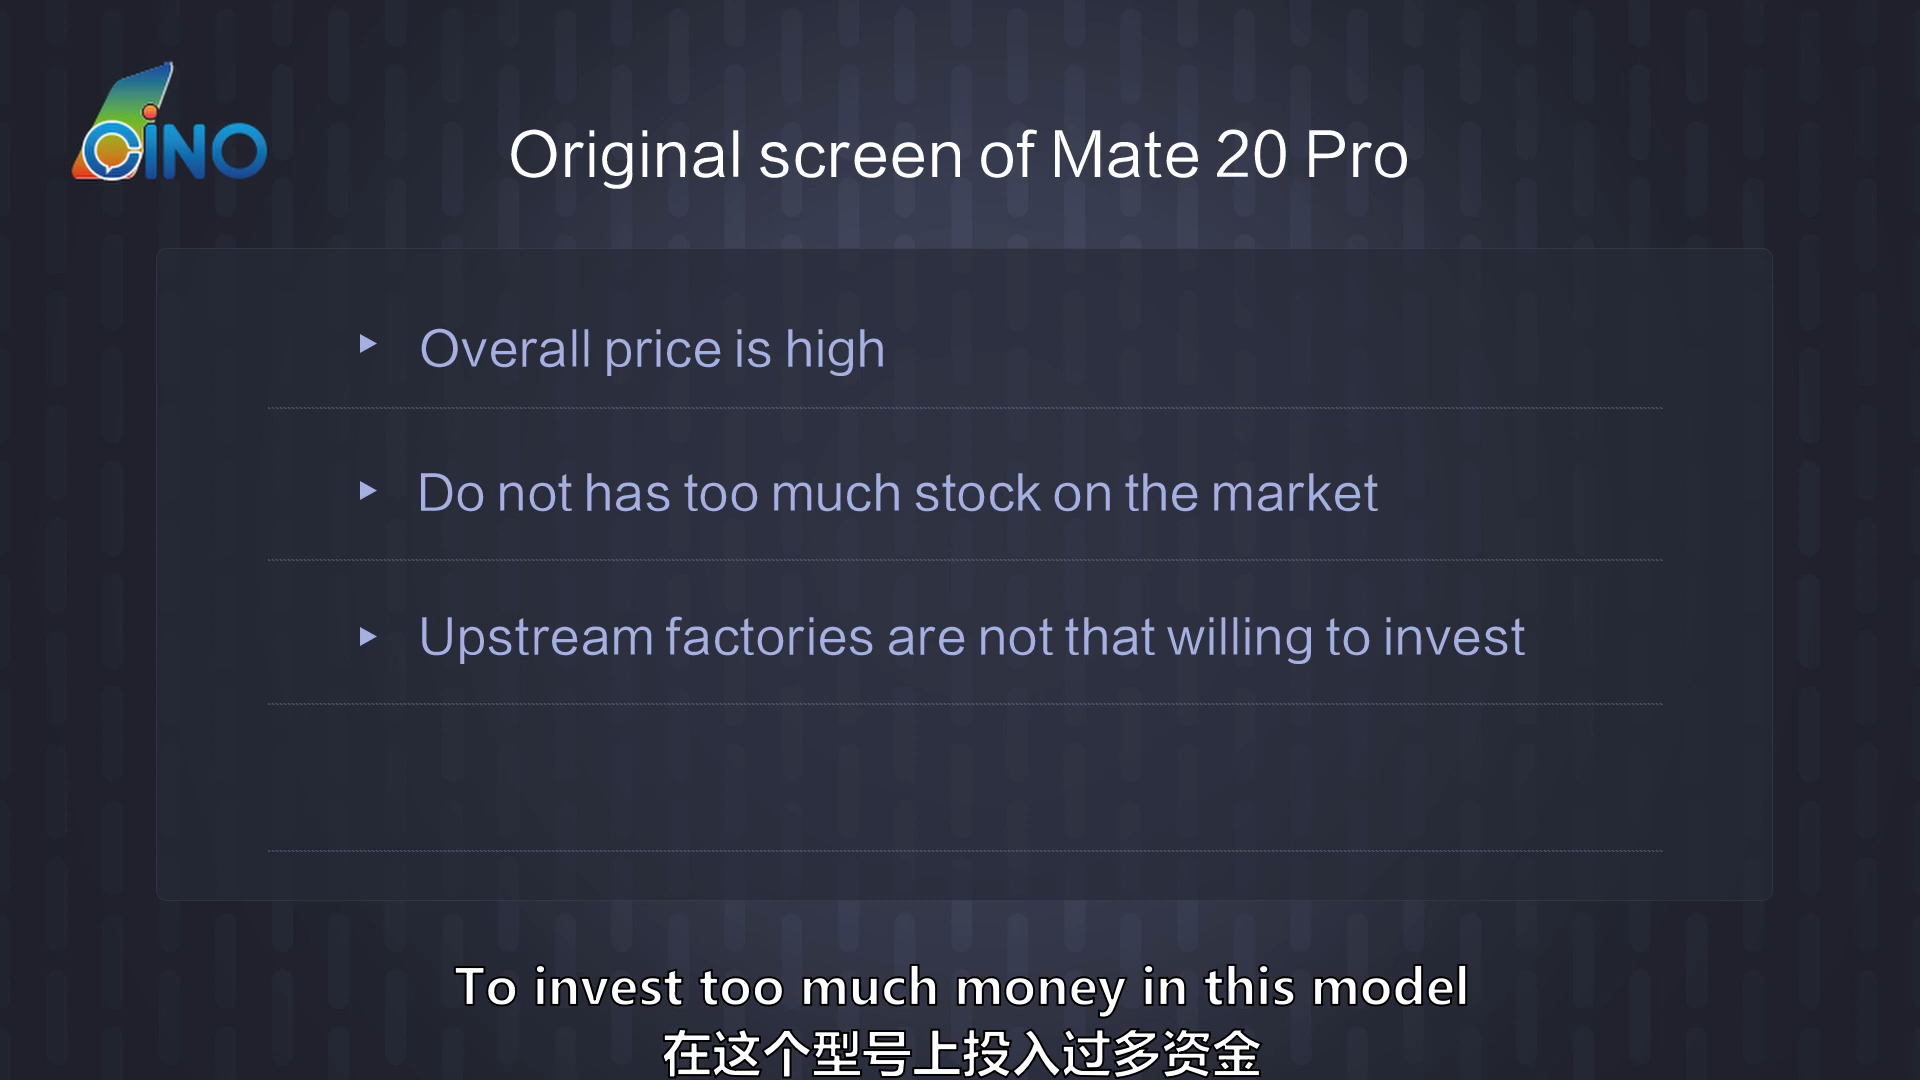 CiNO
Original screen of Mate 20 Pro
Overall price is high
Do not has too much stock on the market
Upstream factories are not that willing to invest
To invest too much money in this model
在这个型号上投入过多资金